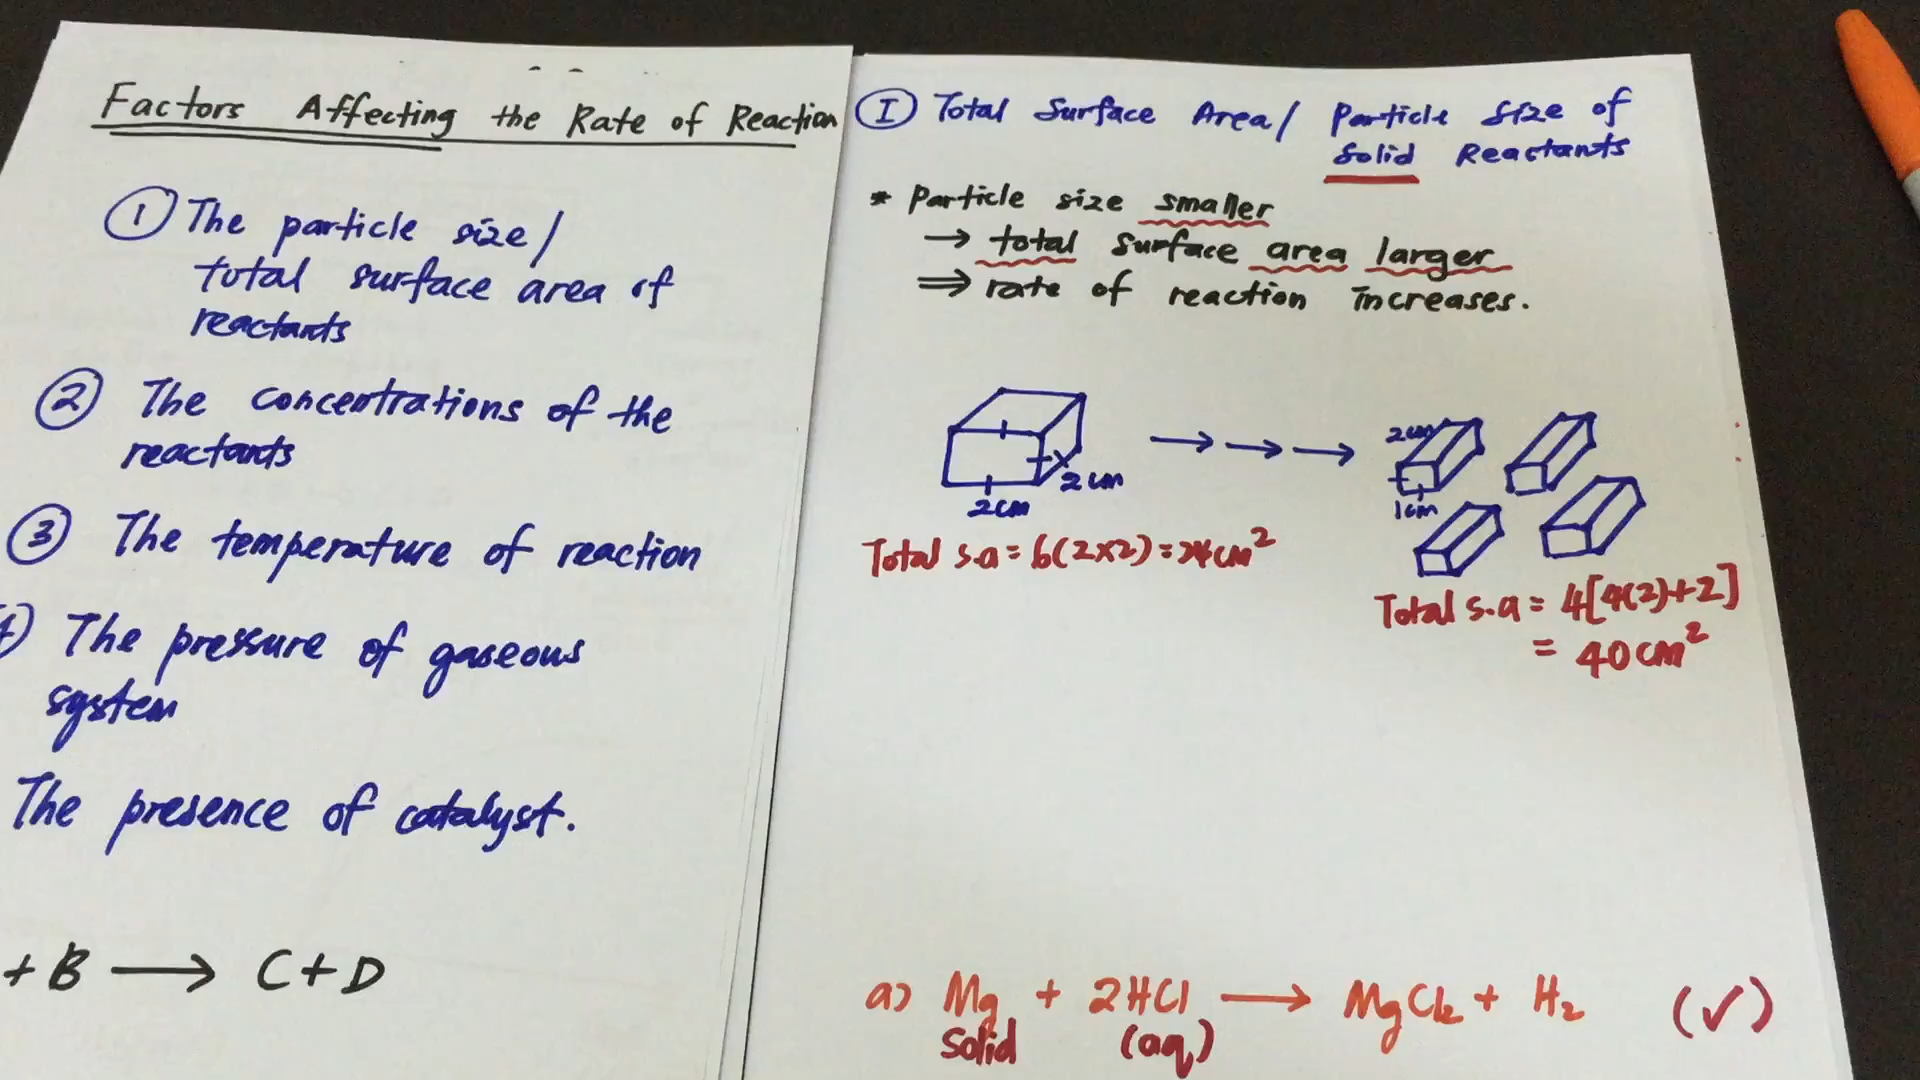 Factors Affecting the Rate of Reaction
① The particle size /
total surface area of
reactants
② The concentrations of the
reactants
③ The temperature of reaction
The pressure of gaseous
system
The presence of catalyst.
+ B → C + D
Ⓘ Total Surface Area / Particle Size of
Solid Reactants
* Particle size smaller
→ total surface area larger
⇒ rate of reaction increases.
2cm
2cm
2cm
1cm
Total s.a = 6(2x2) = 24cm²
Total s.a = 4[4(2)+2]
= 40cm²
a) Mg + 2HCl → MgCl₂ + H₂ (✓)
Solid (aq)